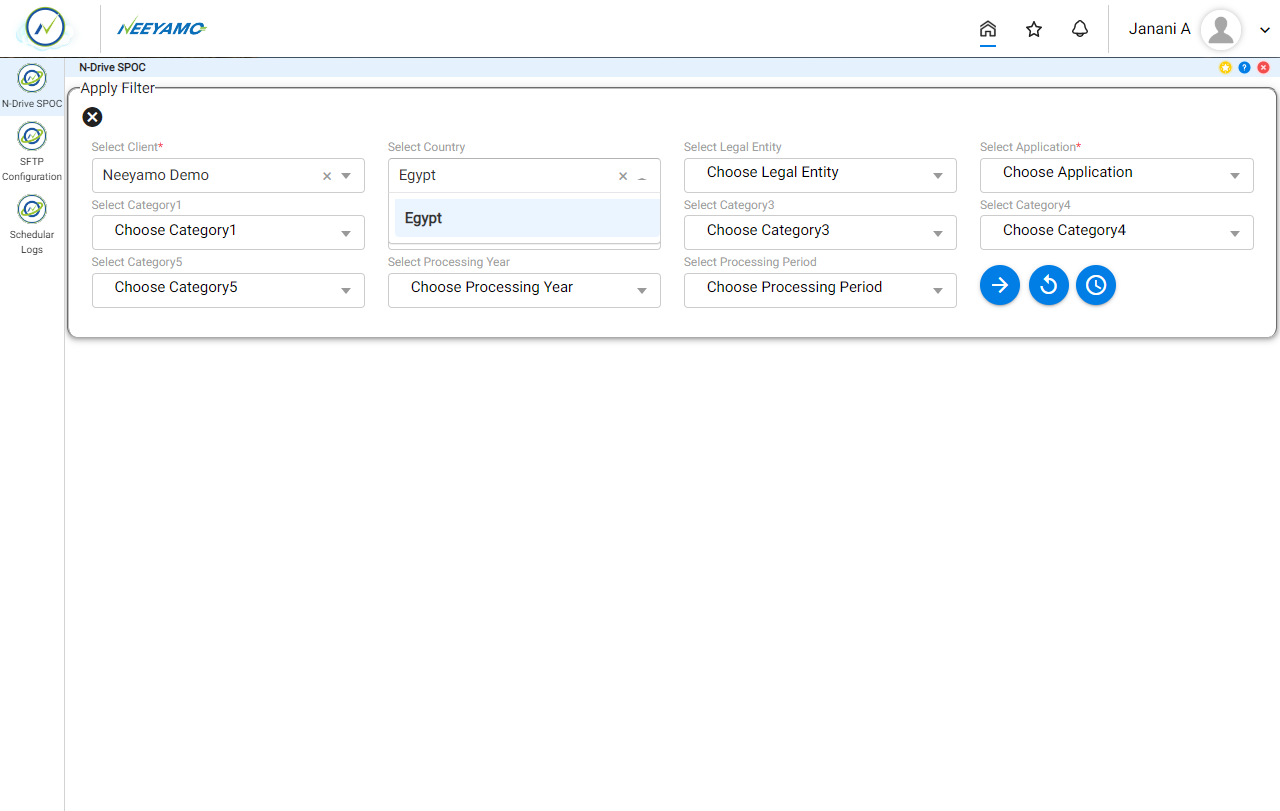 NEEYAMO
Janani A
N-Drive SPOC
N-Drive SPOC
SFTP
Configuration
Schedular
Logs
Apply Filter
Select Client*
Select Country
Select Legal Entity
Select Application*
Neeyamo Demo
Egypt
Choose Legal Entity
Choose Application
Egypt
Select Category1
Select Category3
Select Category4
Choose Category1
Choose Category3
Choose Category4
Select Category5
Select Processing Year
Select Processing Period
Choose Category5
Choose Processing Year
Choose Processing Period